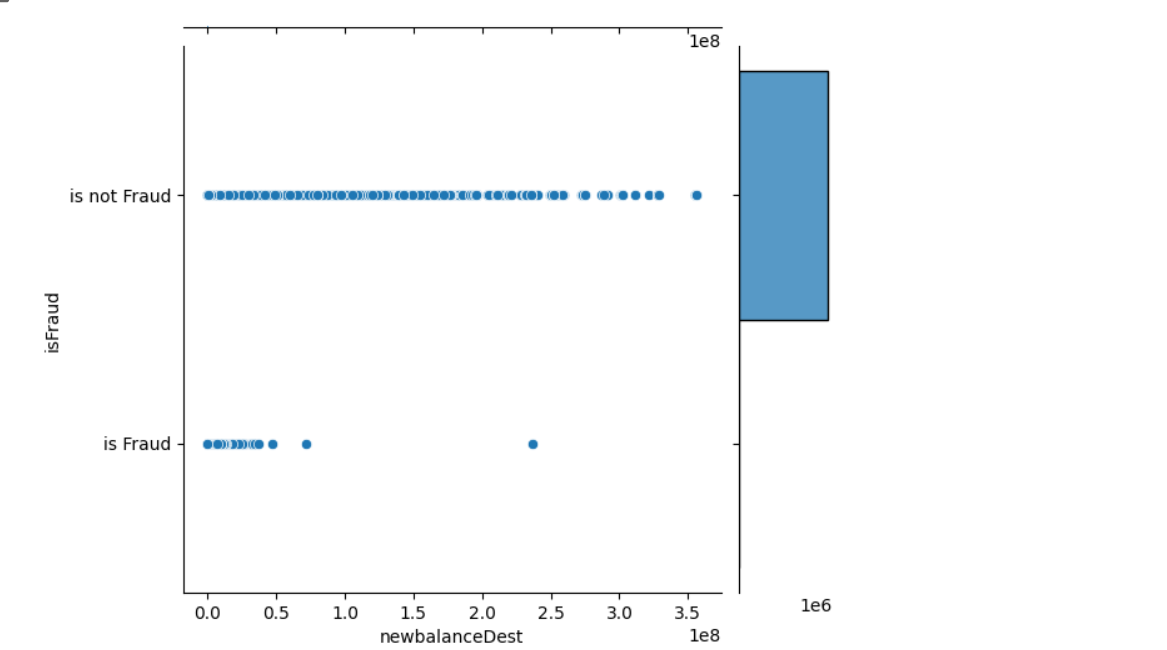 1e8
is not Fraud
isFraud
is Fraud
0.0 0.5 1.0 1.5 2.0 2.5 3.0 3.5
1e6
newbalanceDest
1e8